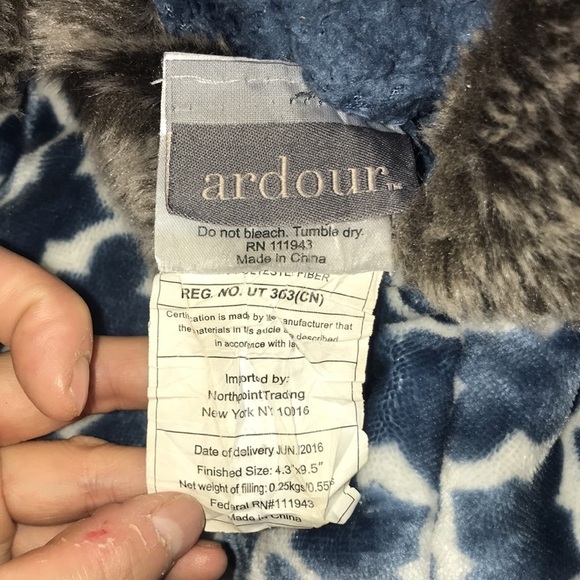 ardour™
Do not bleach. Tumble dry.
RN 111943
Made in China
FIBER
REG. NO. UT 363(CN)
Certification is made by the manufacturer that
the materials in this article are described
in accordance with law
Imported by:
NorthpointTrading
New York NY 10016
Date of delivery JUN./2016
Finished Size: 4.3"x9.5"
Net weight of filling: 0.25kgs/0.55
Federal RN#111943
Made in China